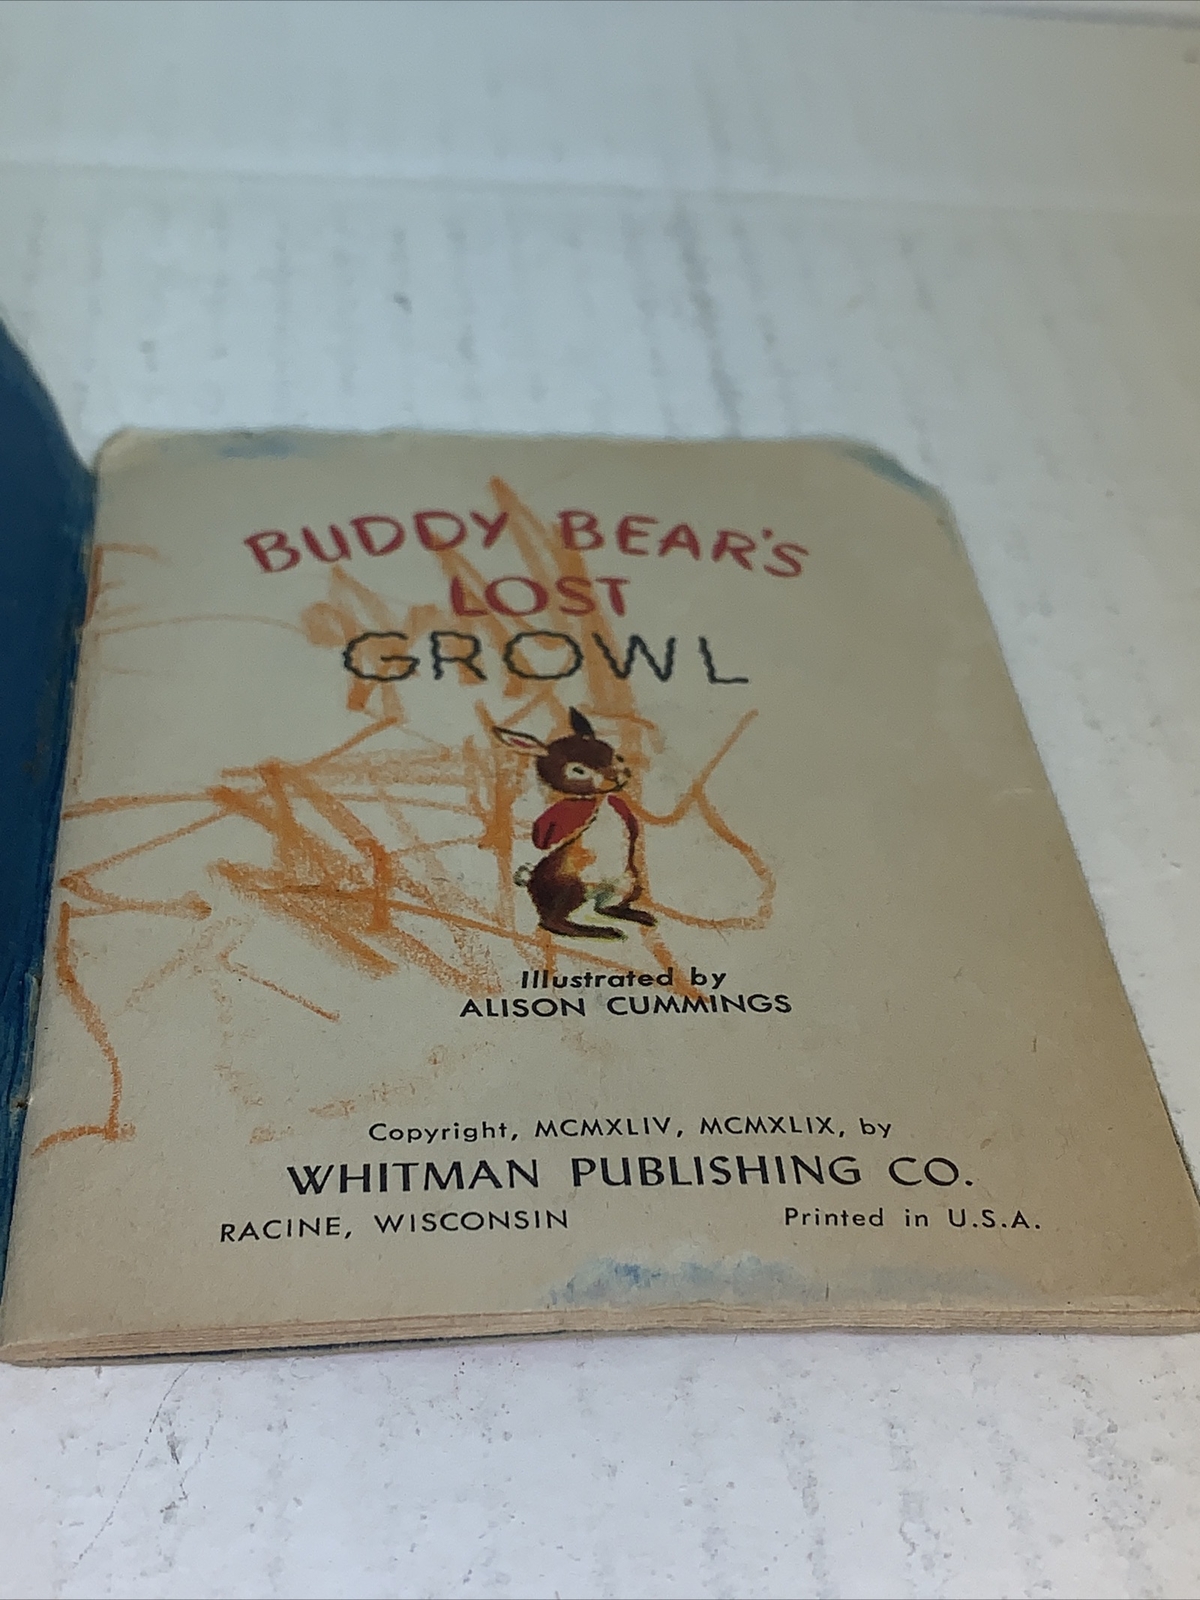 BUDDY BEAR'S
LOST
GROWL
Illustrated by
ALISON CUMMINGS
Copyright, MCMXLIV, MCMXLIX, by
WHITMAN PUBLISHING CO.
RACINE, WISCONSIN Printed in U.S.A.